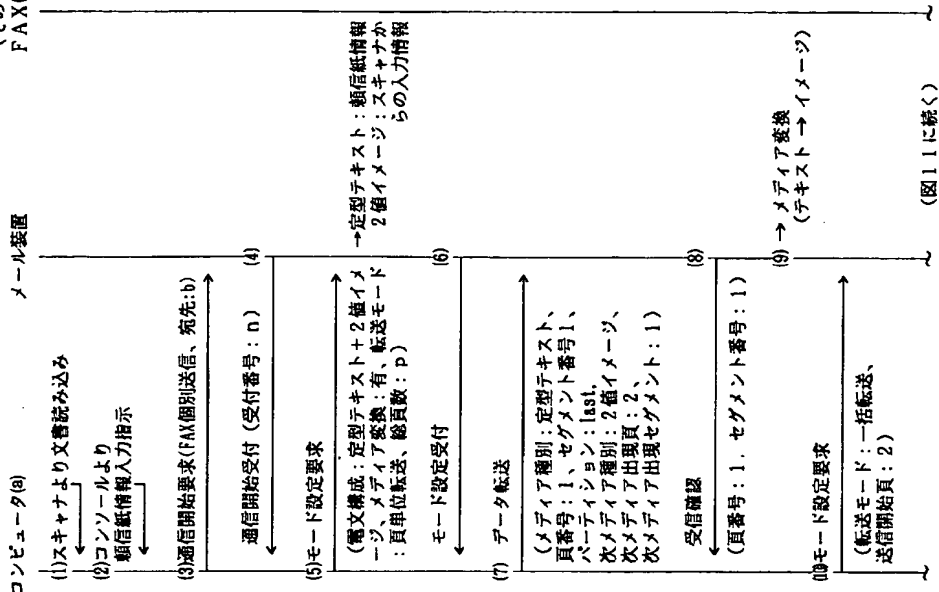 (その
コンピュータ(a) メール装置 FAX(
(1)スキャナより文書読み込み
(2)コンソールより
頼信紙情報入力指示
(3)通信開始要求(FAX個別送信、宛先:b)
(4)
通信開始受付(受付番号:n)
(5)モード設定要求
(電文構成:定型テキスト+2値イメ
ージ、メディア変換:有、転送モード
:頁単位転送、総頁数:p)
→定型テキスト:頼信紙情報
2値イメージ:スキャナか
らの入力情報
(6)
モード設定受付
(7) データ転送
(メディア種別:定型テキスト、
頁番号:1、セグメント番号1、
パーティション:last,
次メディア種別:2値イメージ、
次メディア出現頁:2、
次メディア出現セグメント:1)
(8)
受信確認
(頁番号:1. セグメント番号:1)
(9) → メディア変換
(テキスト → イメージ)
(10)モード設定要求
(転送モード:一括転送、
送信開始頁:2)
(図11に続く)